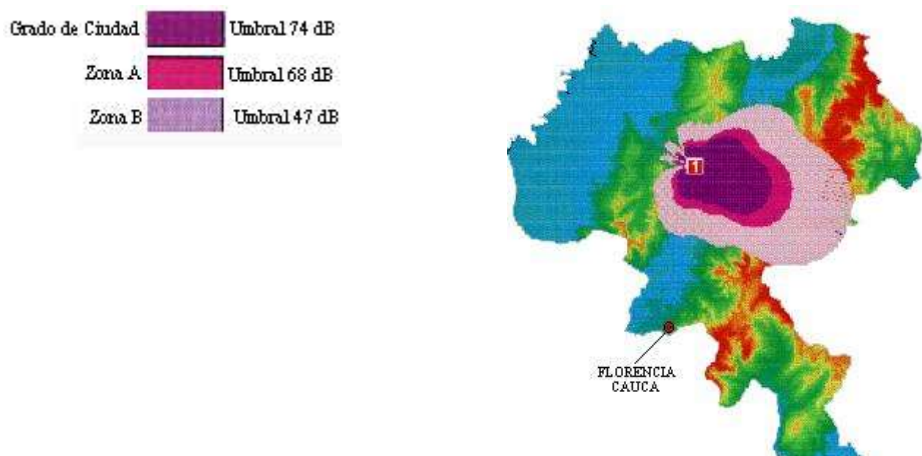 Grado de Ciudad Umbral 74 dB
Zona A Umbral 68 dB
Zona B Umbral 47 dB
1
FLORENCIA
CAUCA